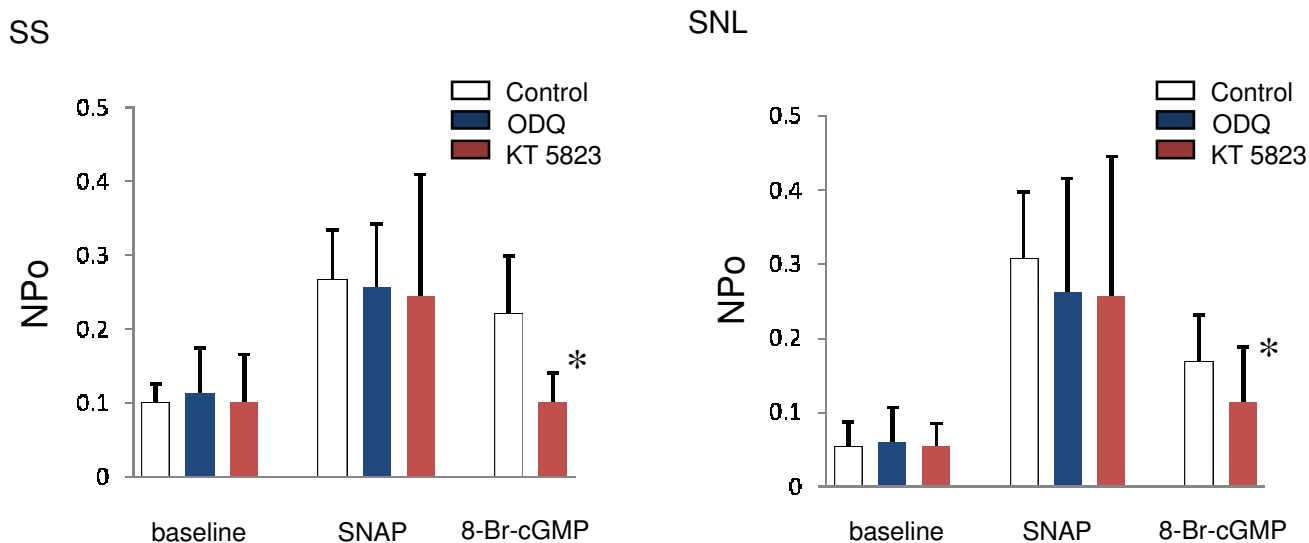 SS
Control
ODQ
KT 5823
NPo
0.5
0.4
0.3
0.2
0.1
0
*
baseline
SNAP
8-Br-cGMP
SNL
Control
ODQ
KT 5823
NPo
0.5
0.4
0.3
0.2
0.1
0
*
baseline
SNAP
8-Br-cGMP